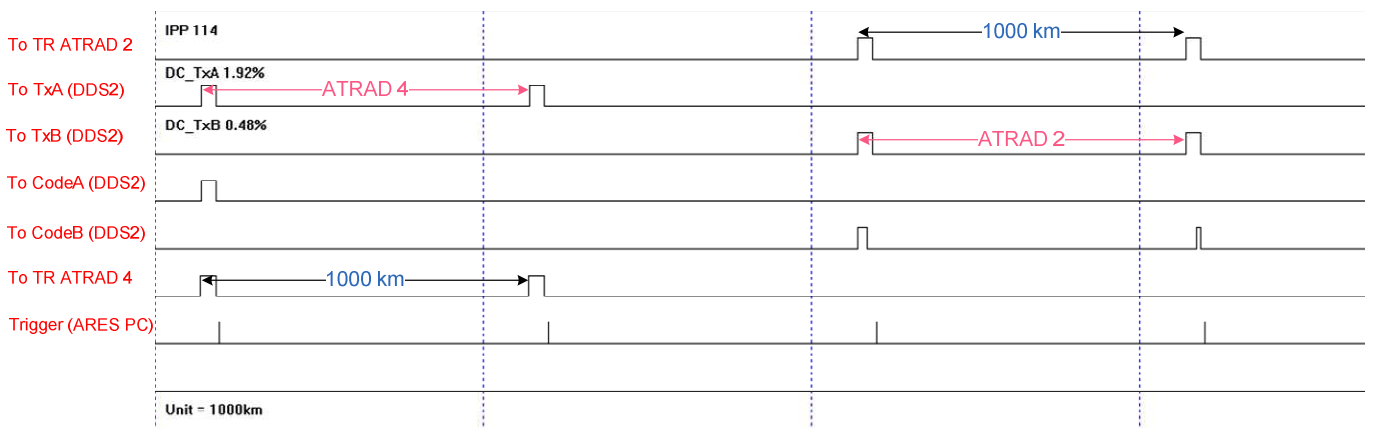 IPP 114
To TR ATRAD 2
1000 km
DC_TxA 1.92%
To TxA (DDS2)
ATRAD 4
DC_TxB 0.48%
To TxB (DDS2)
ATRAD 2
To CodeA (DDS2)
To CodeB (DDS2)
To TR ATRAD 4
1000 km
Trigger (ARES PC)
Unit = 1000km